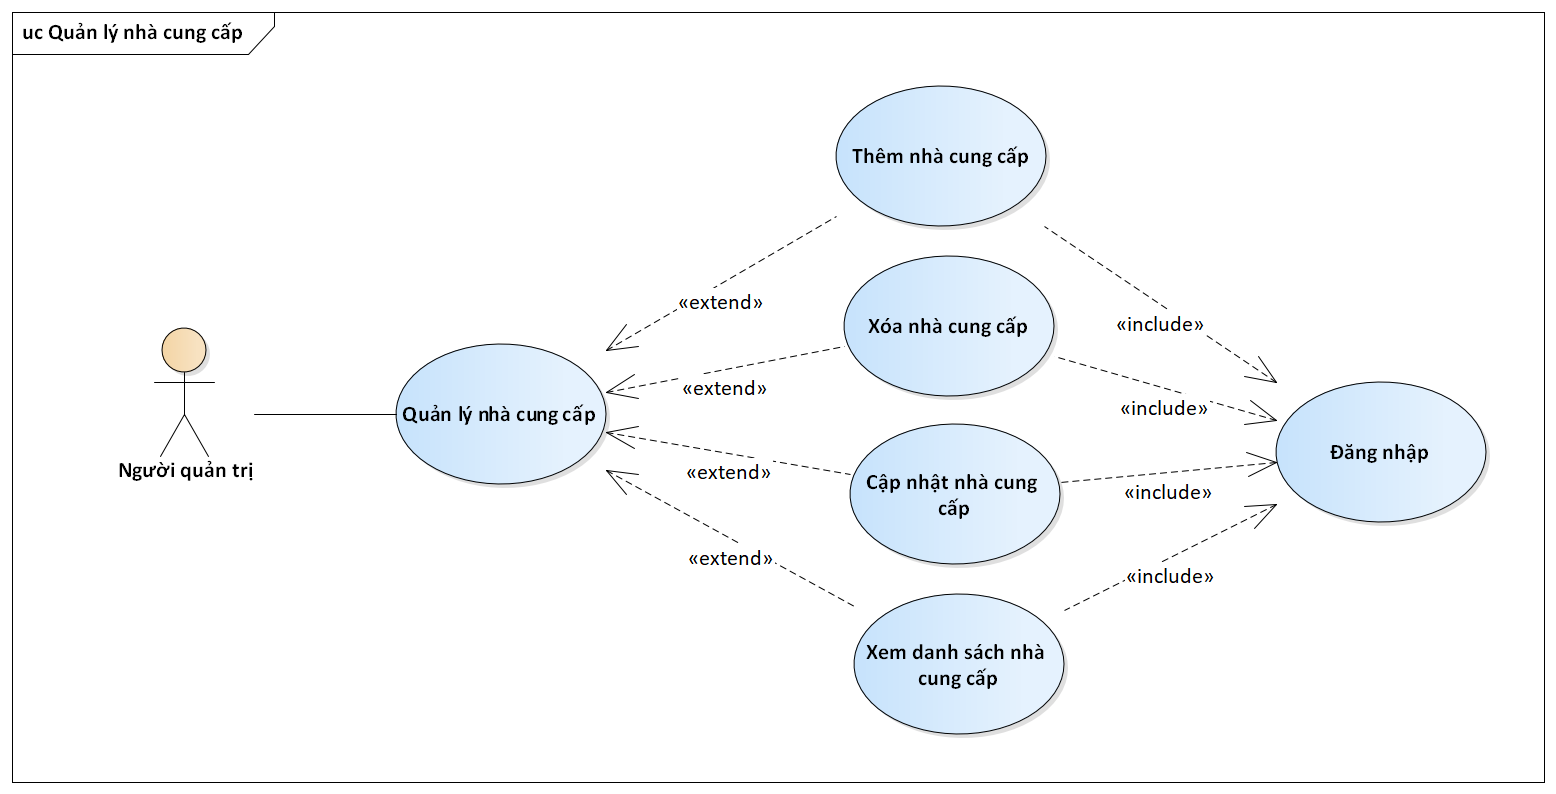 uc Quản lý nhà cung cấp
Thêm nhà cung cấp
«extend»
«include»
Xóa nhà cung cấp
«extend»
«include»
Quản lý nhà cung cấp
Người quản trị
Đăng nhập
«extend»
Cập nhật nhà cung
cấp
«include»
«extend»
«include»
Xem danh sách nhà
cung cấp